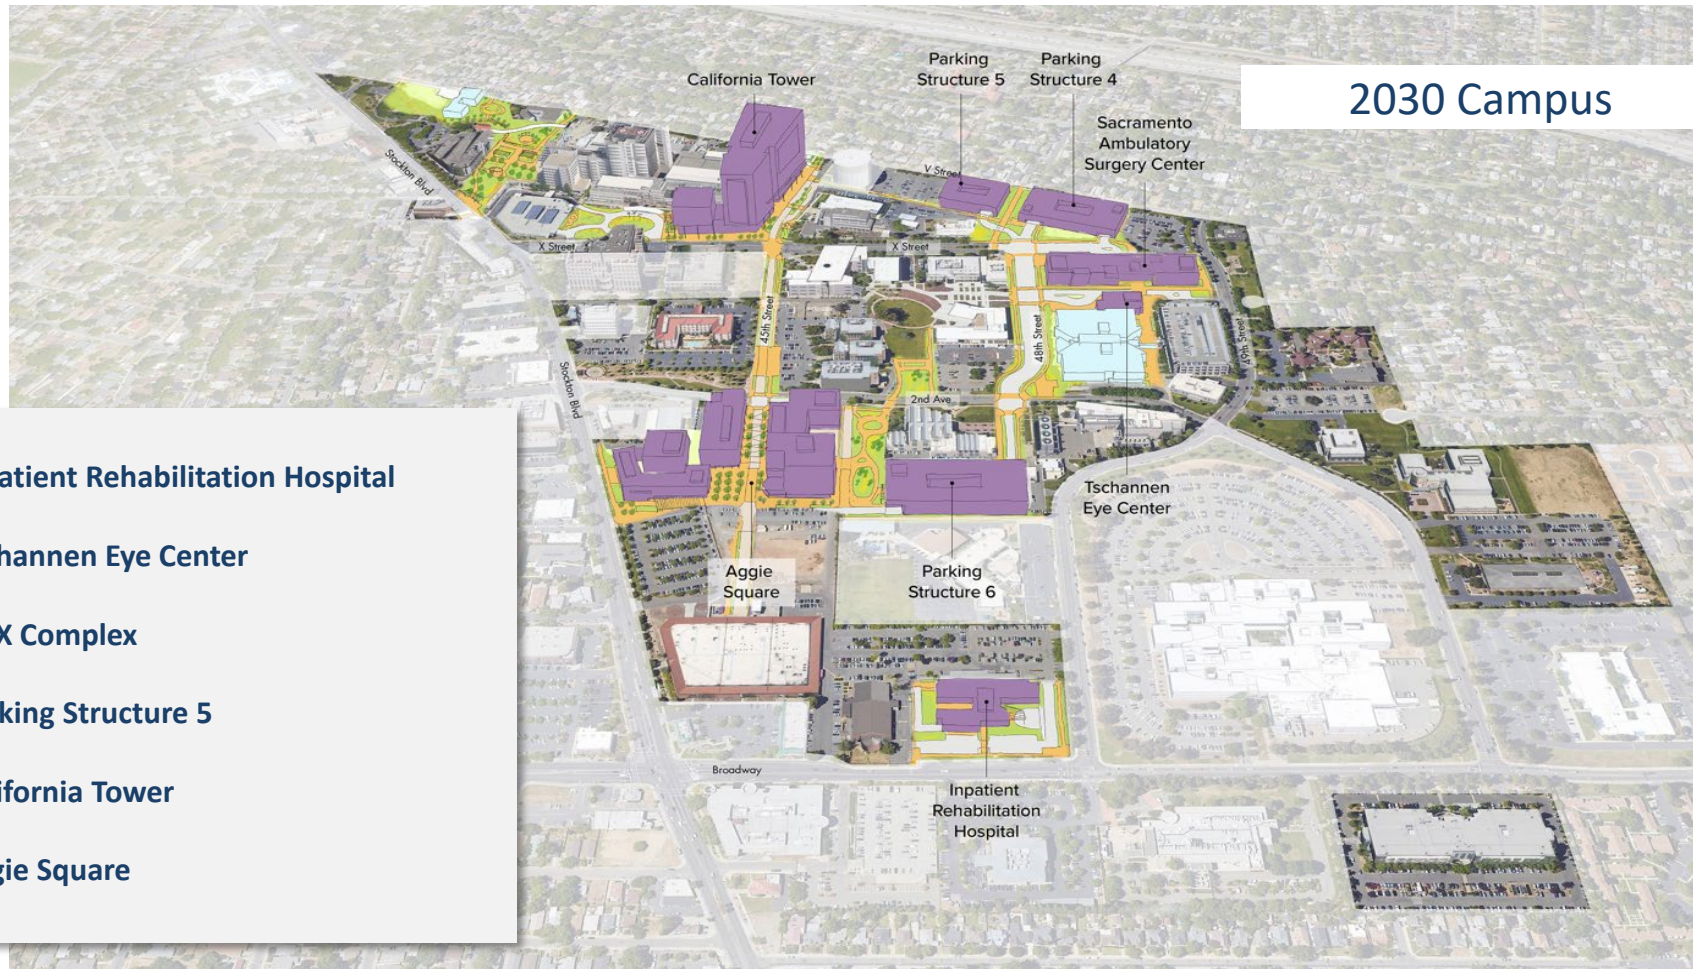 2030 Campus
California Tower
Parking
Structure 5
Parking
Structure 4
Sacramento
Ambulatory
Surgery Center
V Street
Stockton Blvd
X Street
X Street
45th Street
48th Street
49th Street
Stockton Blvd
2nd Ave
Tschannen
Eye Center
Aggie
Square
Parking
Structure 6
Broadway
Inpatient
Rehabilitation
Hospital
atient Rehabilitation Hospital
hannen Eye Center
X Complex
king Structure 5
ifornia Tower
gie Square